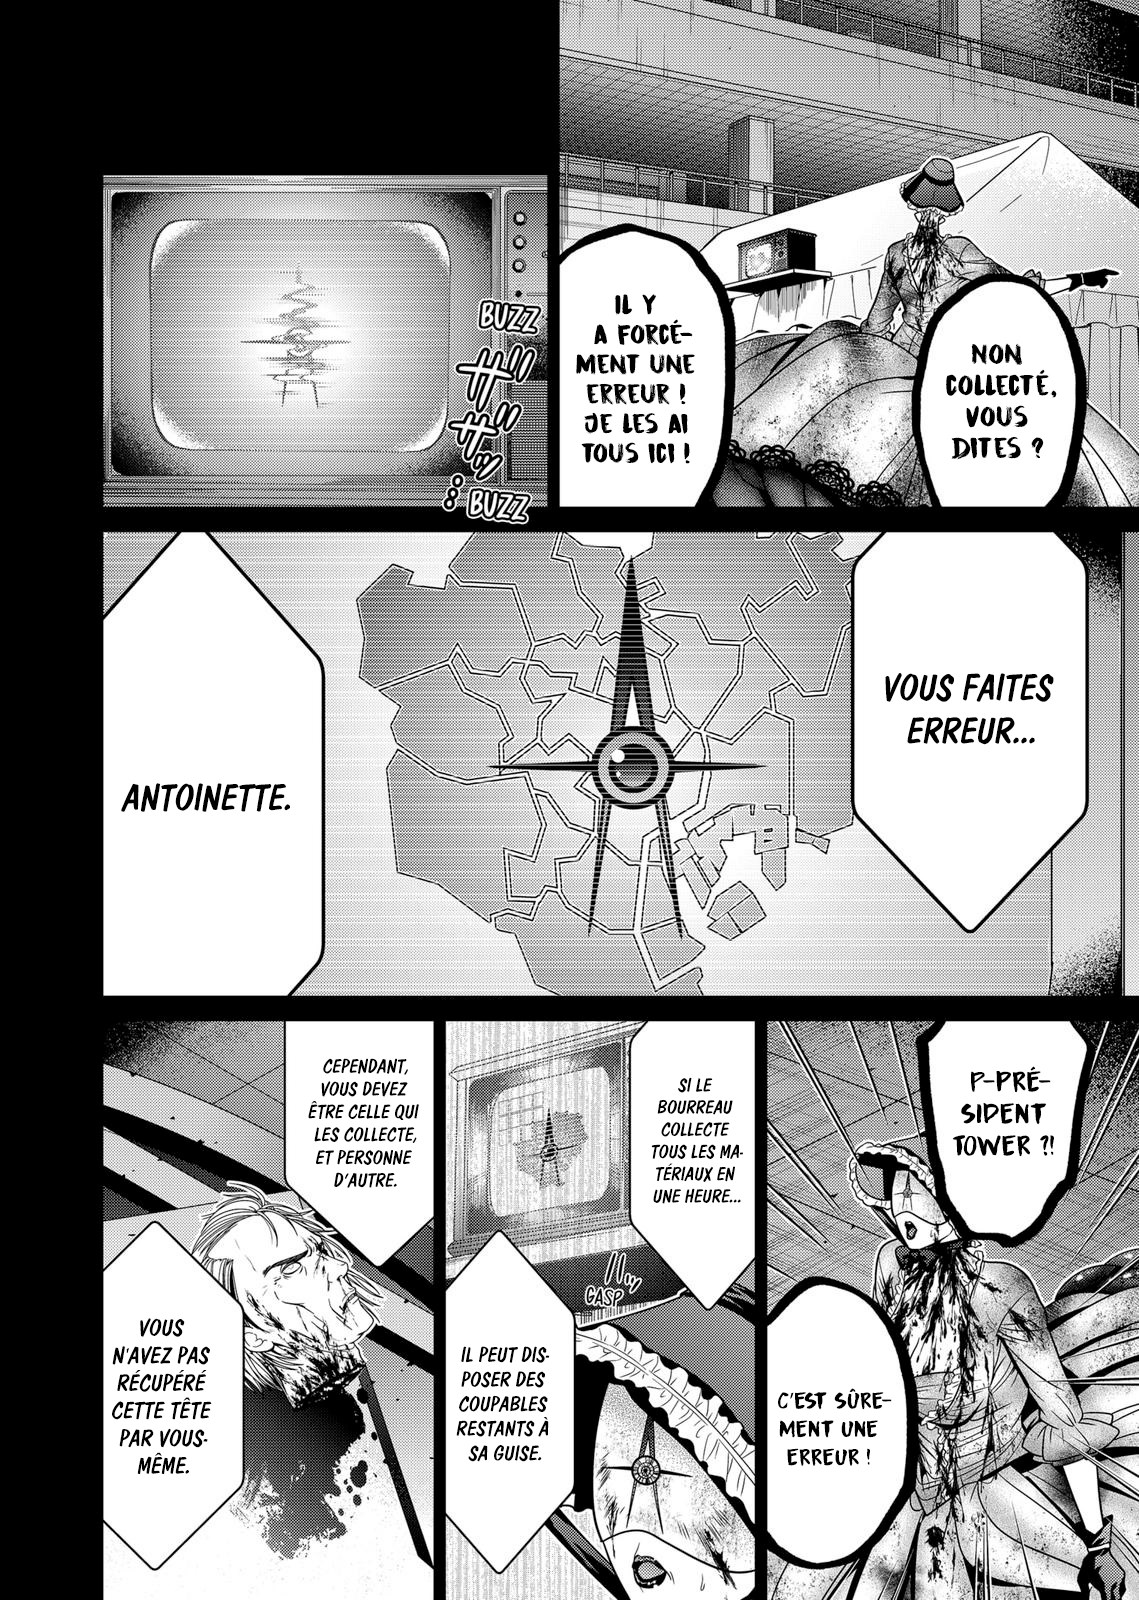 NON
COLLECTÉ,
VOUS
DITES ?
IL Y
A FORCÉ-
MENT UNE
ERREUR !
JE LES AI
TOUS ICI !
BUZZ
ザザッ
BUZZ
VOUS FAITES
ERREUR...
ANTOINETTE.
P-PRÉ-
SIDENT
TOWER ?!
C'EST SÛRE-
MENT UNE
ERREUR !
SI LE
BOURREAU
COLLECTE
TOUS LES MA-
TÉRIAUX EN
UNE HEURE...
GASP
IL PEUT DIS-
POSER DES
COUPABLES
RESTANTS À
SA GUISE.
CEPENDANT,
VOUS DEVEZ
ÊTRE CELLE QUI
LES COLLECTE,
ET PERSONNE
D'AUTRE.
VOUS
N'AVEZ PAS
RÉCUPÉRÉ
CETTE TÊTE
PAR VOUS-
MÊME.